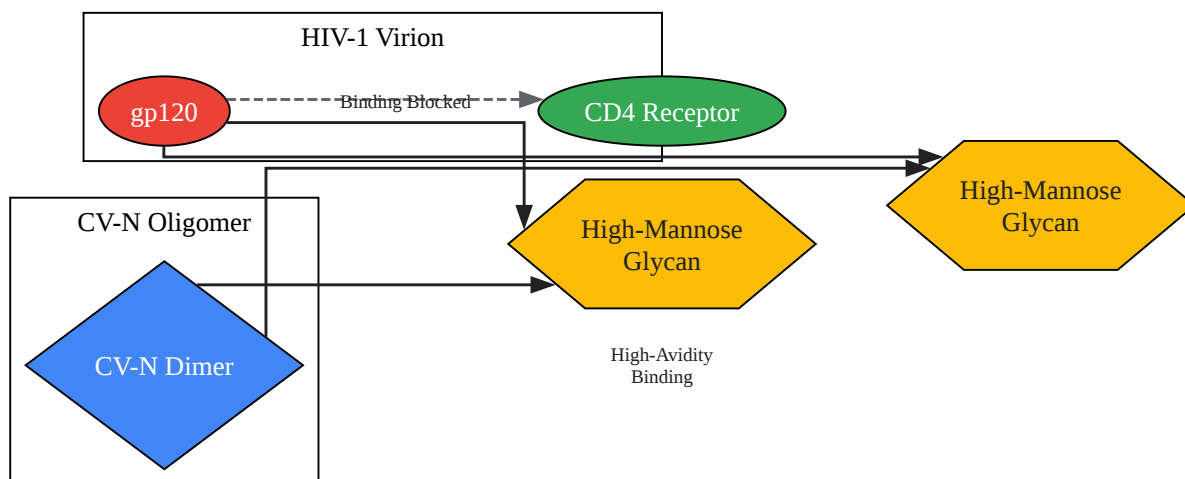 HIV-1 Virion
gp120
Binding Blocked
CD4 Receptor
High-Mannose
Glycan
CV-N Oligomer
High-Mannose
Glycan
CV-N Dimer
High-Avidity
Binding